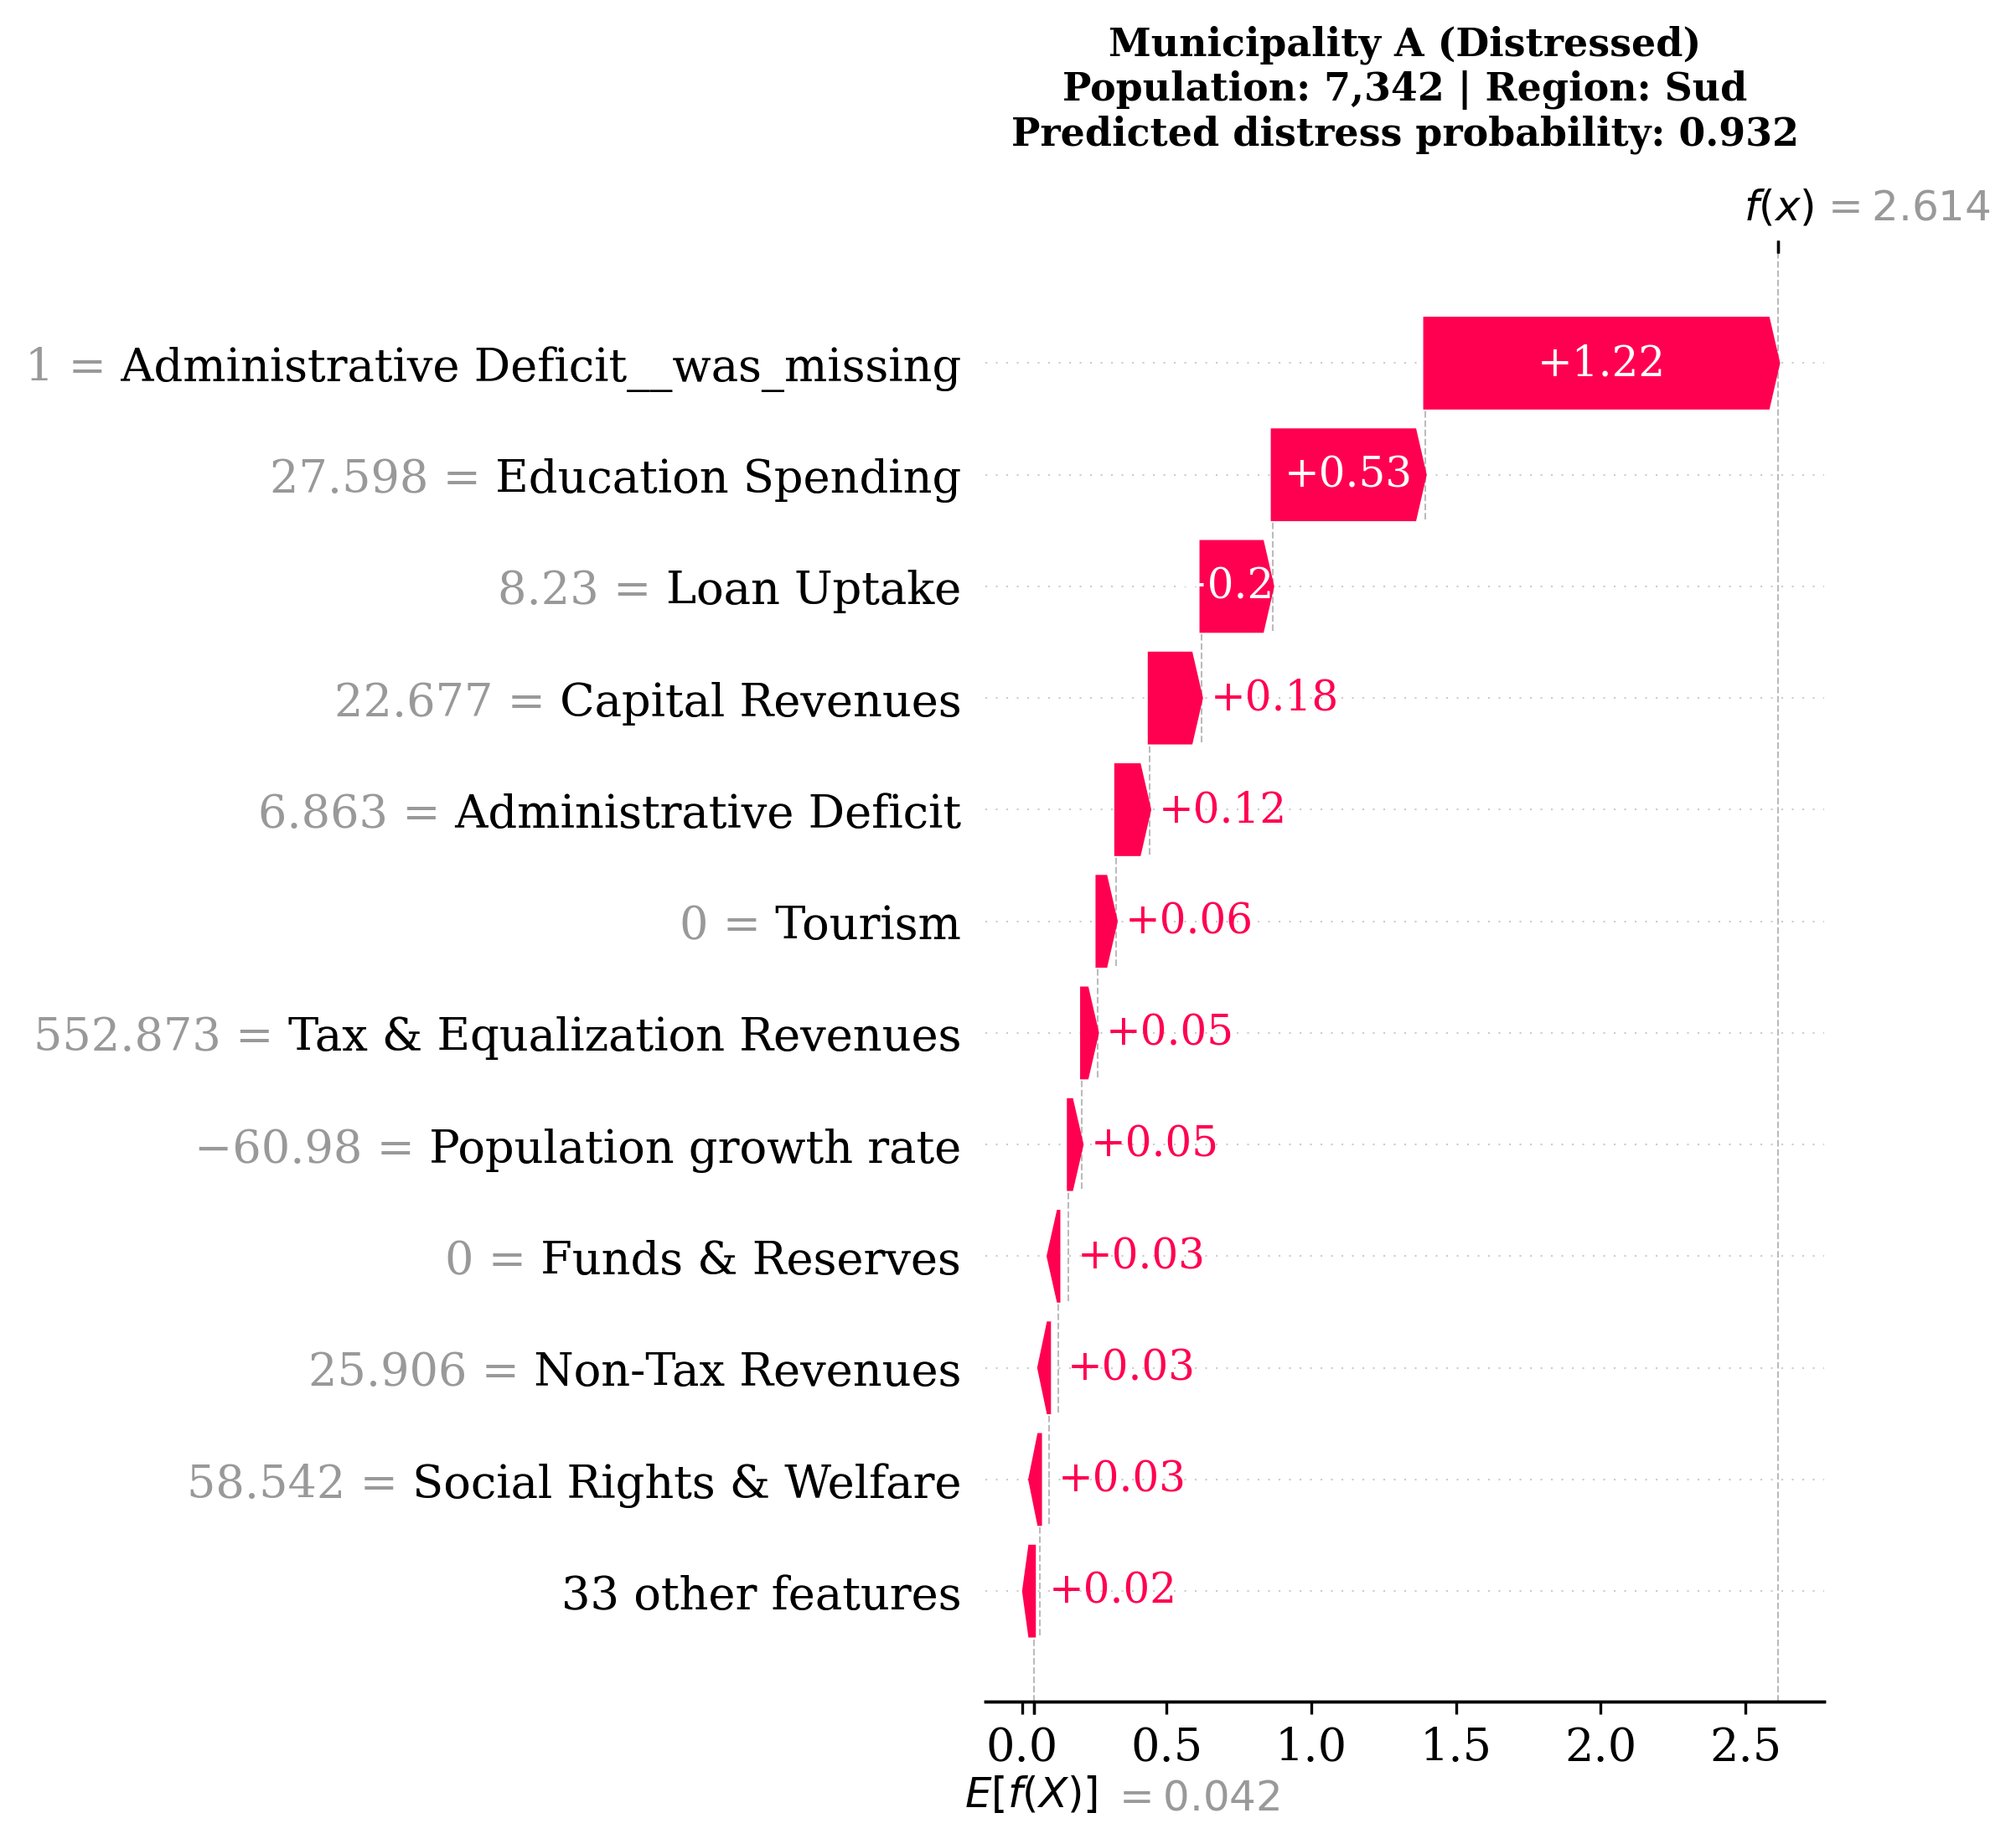 Municipality A (Distressed)
Population: 7,342 | Region: Sud
Predicted distress probability: 0.932
f(x) = 2.614
1 = Administrative Deficit__was_missing
+1.22
27.598 = Education Spending
+0.53
8.23 = Loan Uptake
0.2
22.677 = Capital Revenues
+0.18
6.863 = Administrative Deficit
+0.12
0 = Tourism
+0.06
552.873 = Tax & Equalization Revenues
+0.05
−60.98 = Population growth rate
+0.05
0 = Funds & Reserves
+0.03
25.906 = Non-Tax Revenues
+0.03
58.542 = Social Rights & Welfare
+0.03
33 other features
+0.02
0.0 0.5 1.0 1.5 2.0 2.5
E[f(X)] = 0.042